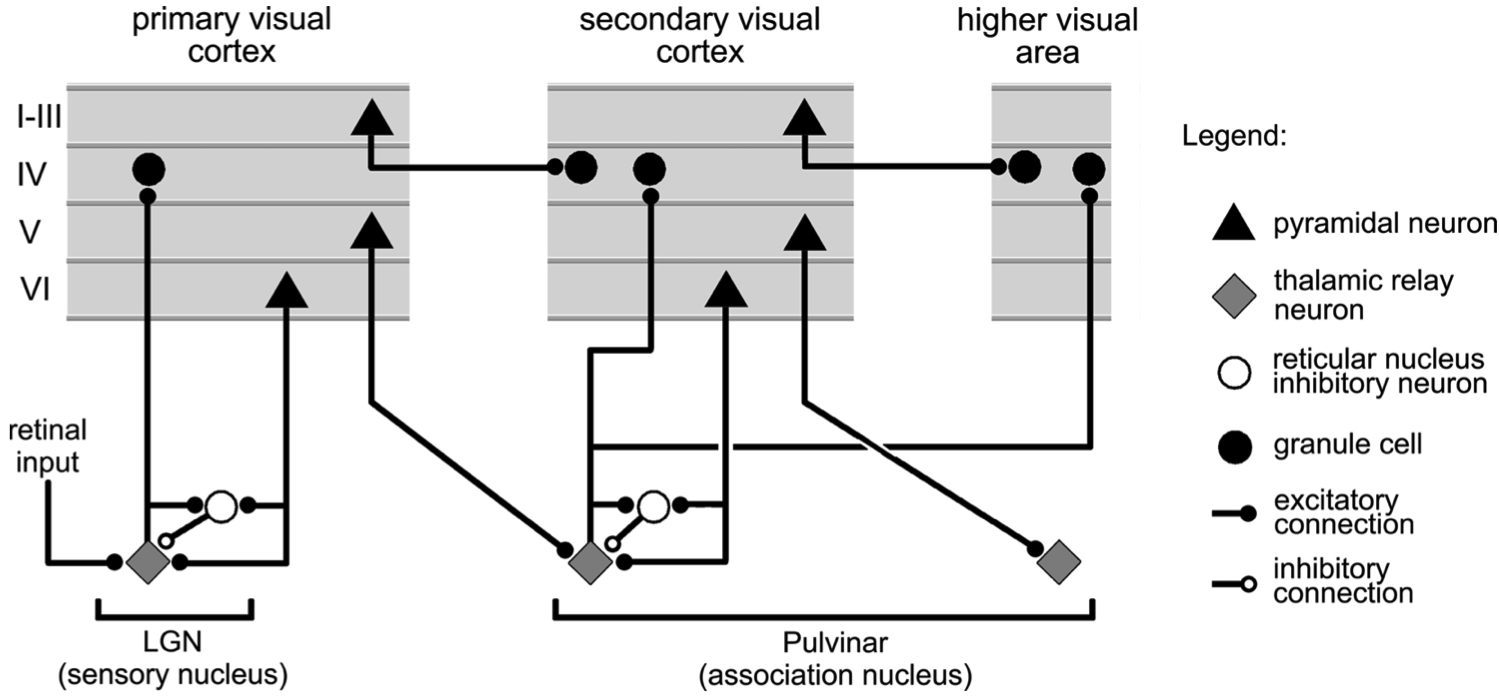 primary visual
cortex
secondary visual
cortex
higher visual
area
I-III
IV
V
VI
retinal
input
LGN
(sensory nucleus)
Pulvinar
(association nucleus)
Legend:
pyramidal neuron
thalamic relay
neuron
reticular nucleus
inhibitory neuron
granule cell
excitatory
connection
inhibitory
connection